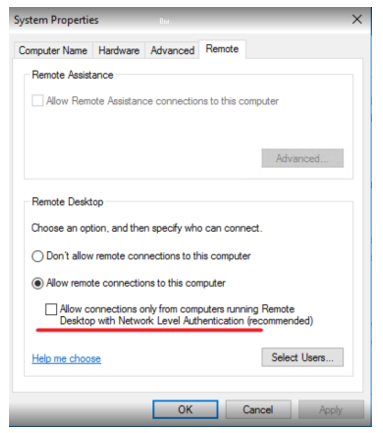 System Properties
Computer Name Hardware Advanced Remote
Remote Assistance
Allow Remote Assistance connections to this computer
Advanced...
Remote Desktop
Choose an option, and then specify who can connect.
Don't allow remote connections to this computer
Allow remote connections to this computer
Allow connections only from computers running Remote
Desktop with Network Level Authentication (recommended)
Help me choose
Select Users...
OK Cancel Apply